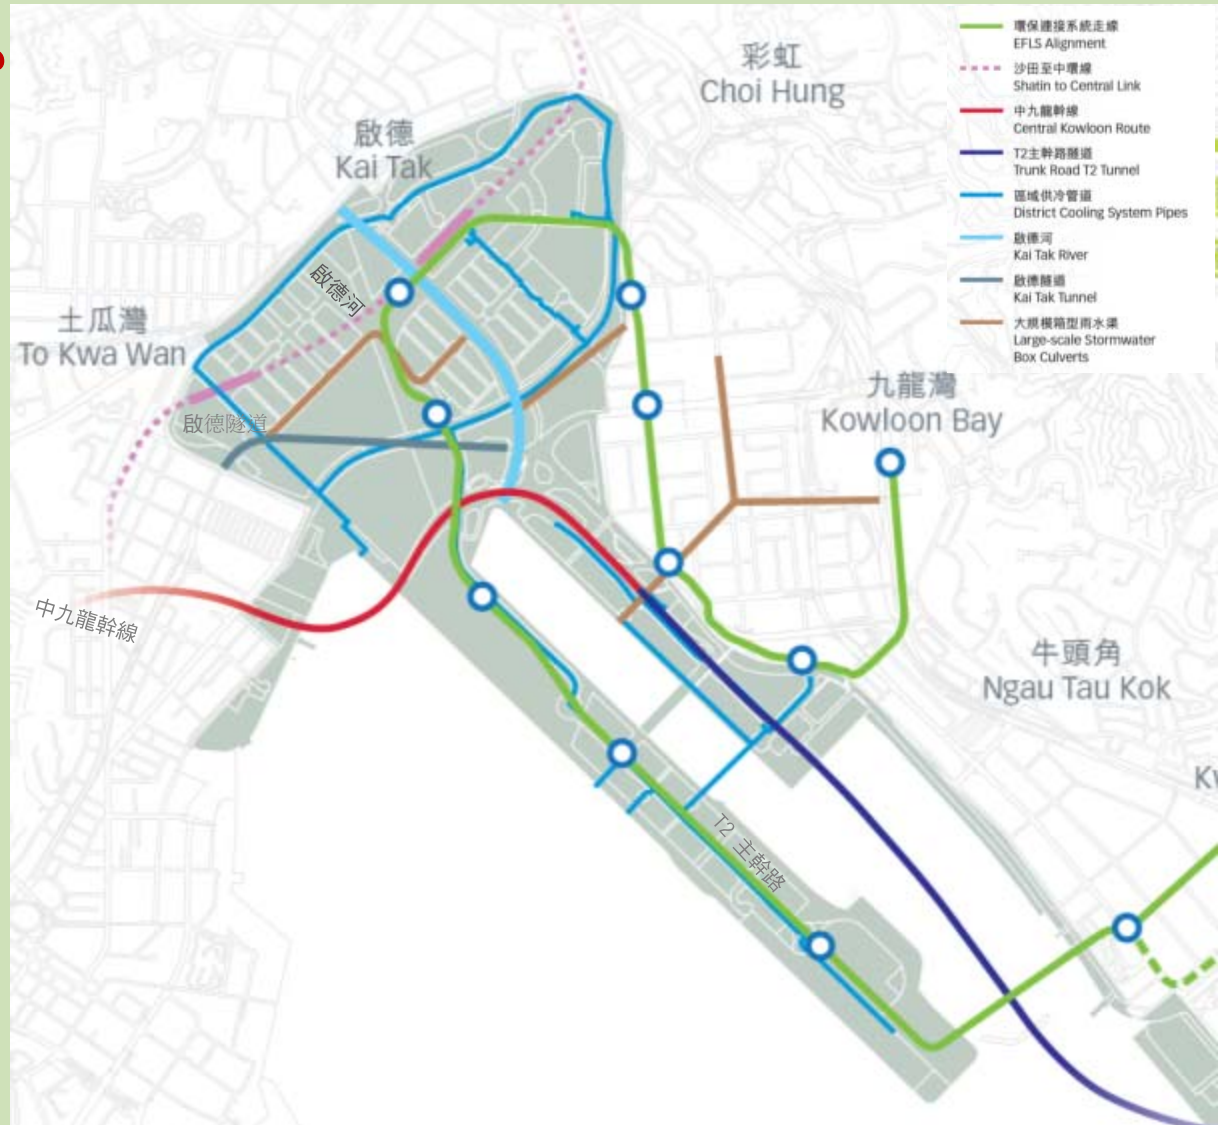 彩虹
Choi Hung
啟德
Kai Tak
土瓜灣
To Kwa Wan
啟德河
啟德隧道
中九龍幹線
九龍灣
Kowloon Bay
牛頭角
Ngau Tau Kok
T2 主幹路
環保連接系統走線
EFLS Alignment
沙田至中環線
Shatin to Central Link
中九龍幹線
Central Kowloon Route
T2主幹路隧道
Trunk Road T2 Tunnel
區域供冷管道
District Cooling System Pipes
啟德河
Kai Tak River
啟德隧道
Kai Tak Tunnel
大規模箱型雨水渠
Large-scale Stormwater
Box Culverts